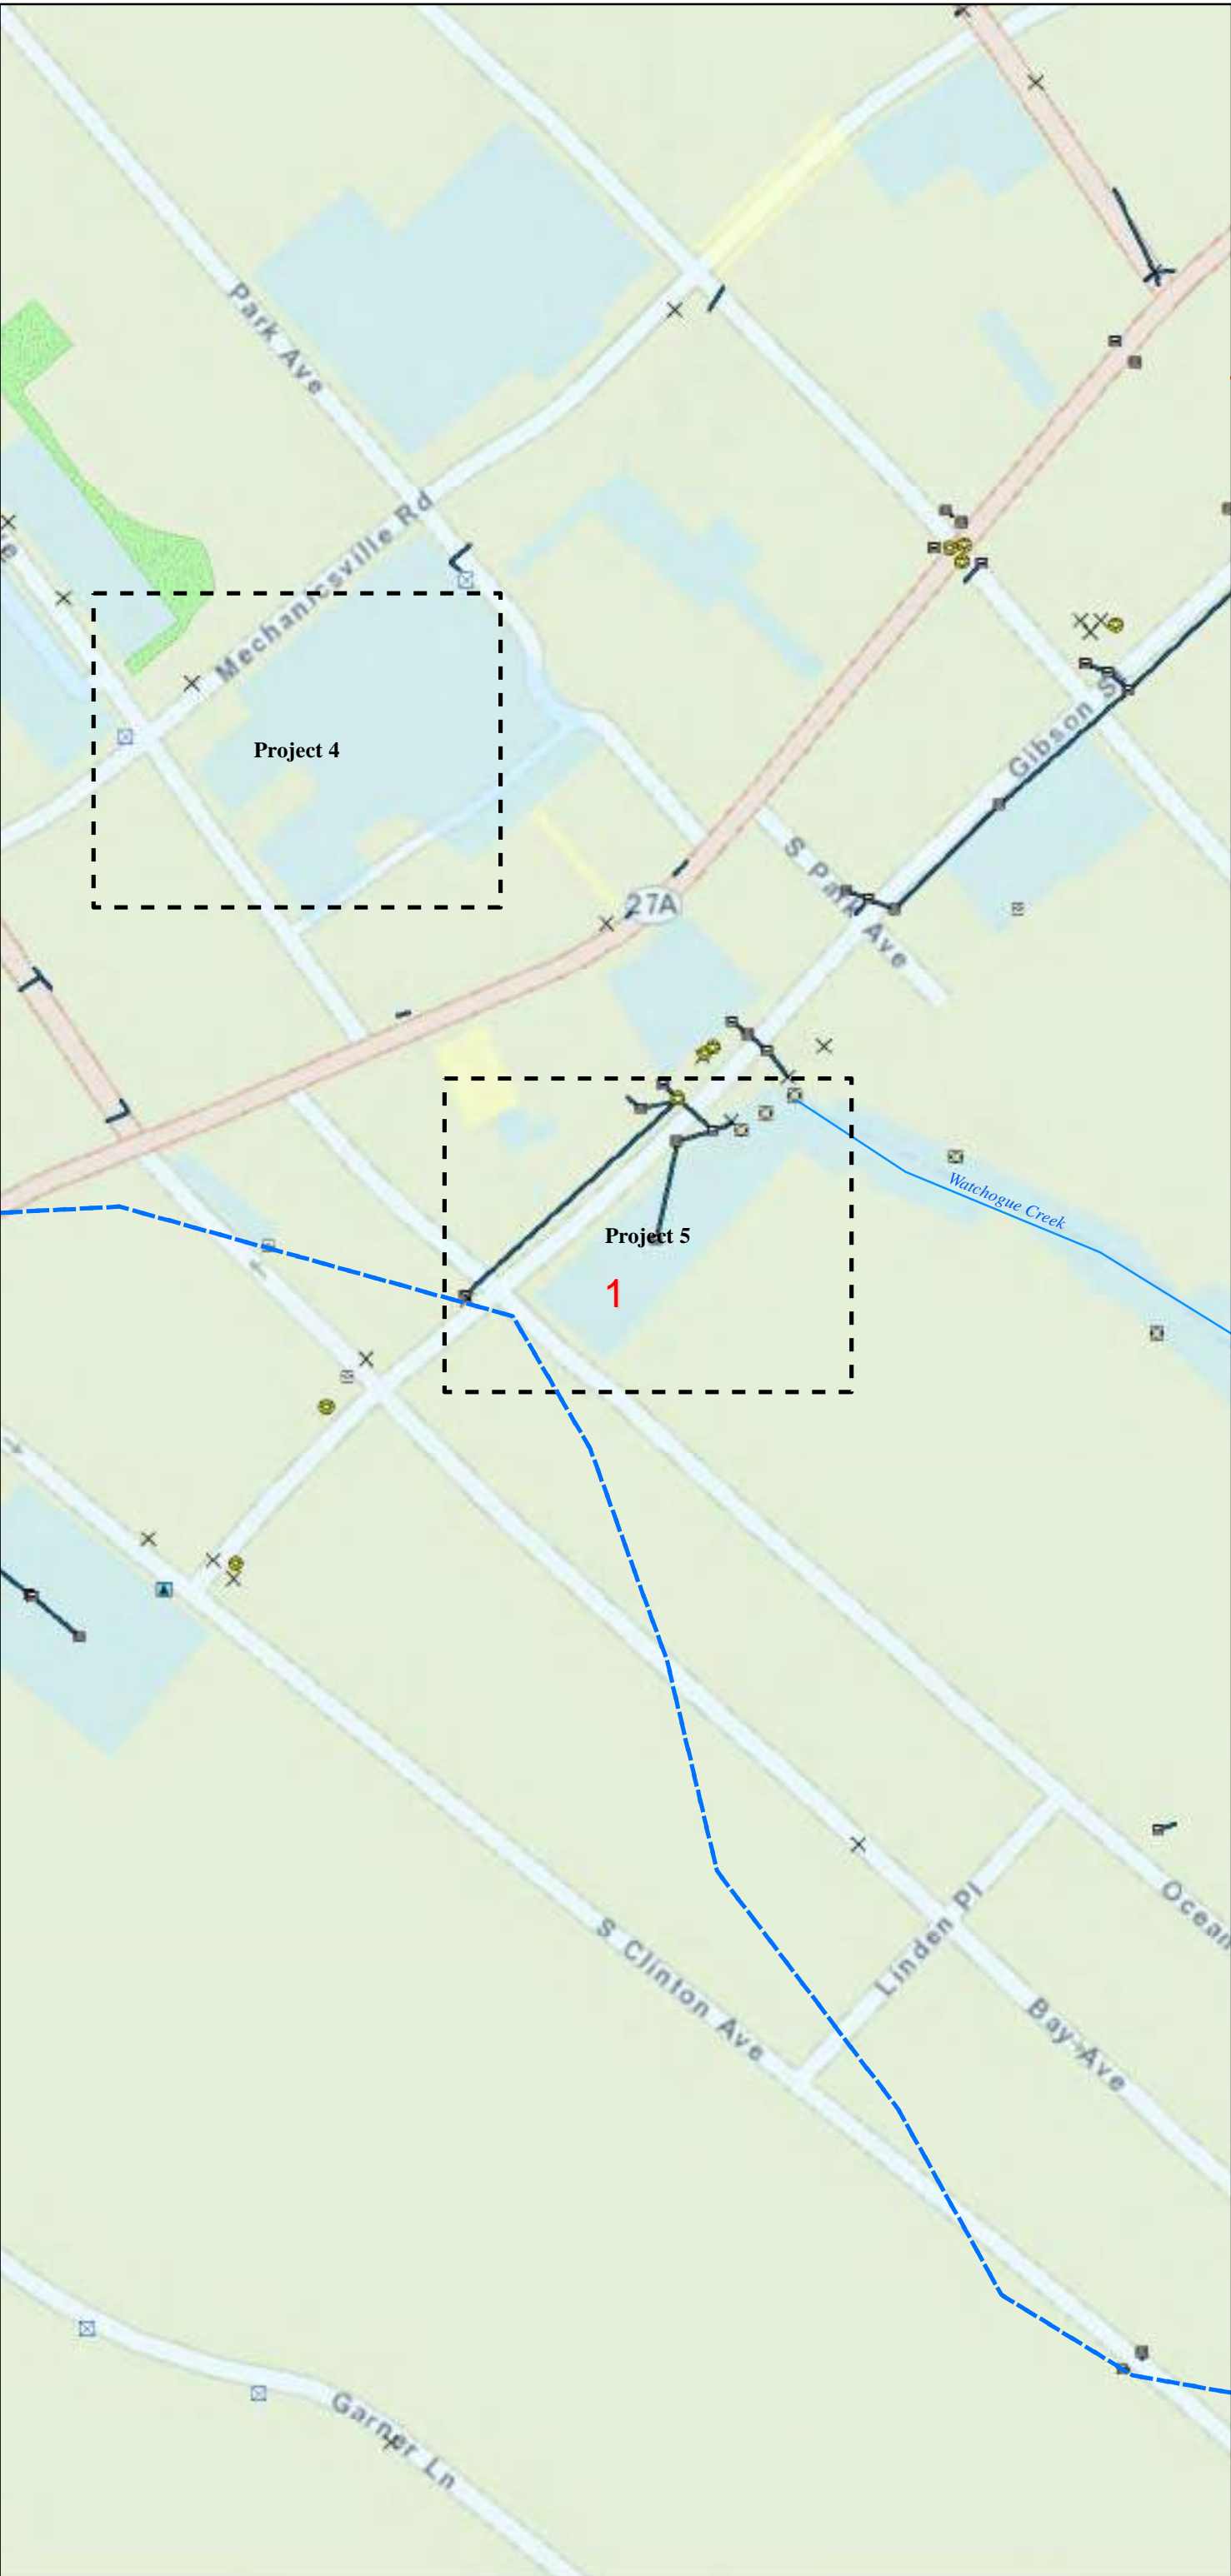 Park Ave
Mechanicsville Rd
Project 4
Gibson St
S Park Ave
27A
Watchogue Creek
Project 5
1
Linden Pl
Ocean
S Clinton Ave
Bay Ave
Garner Ln